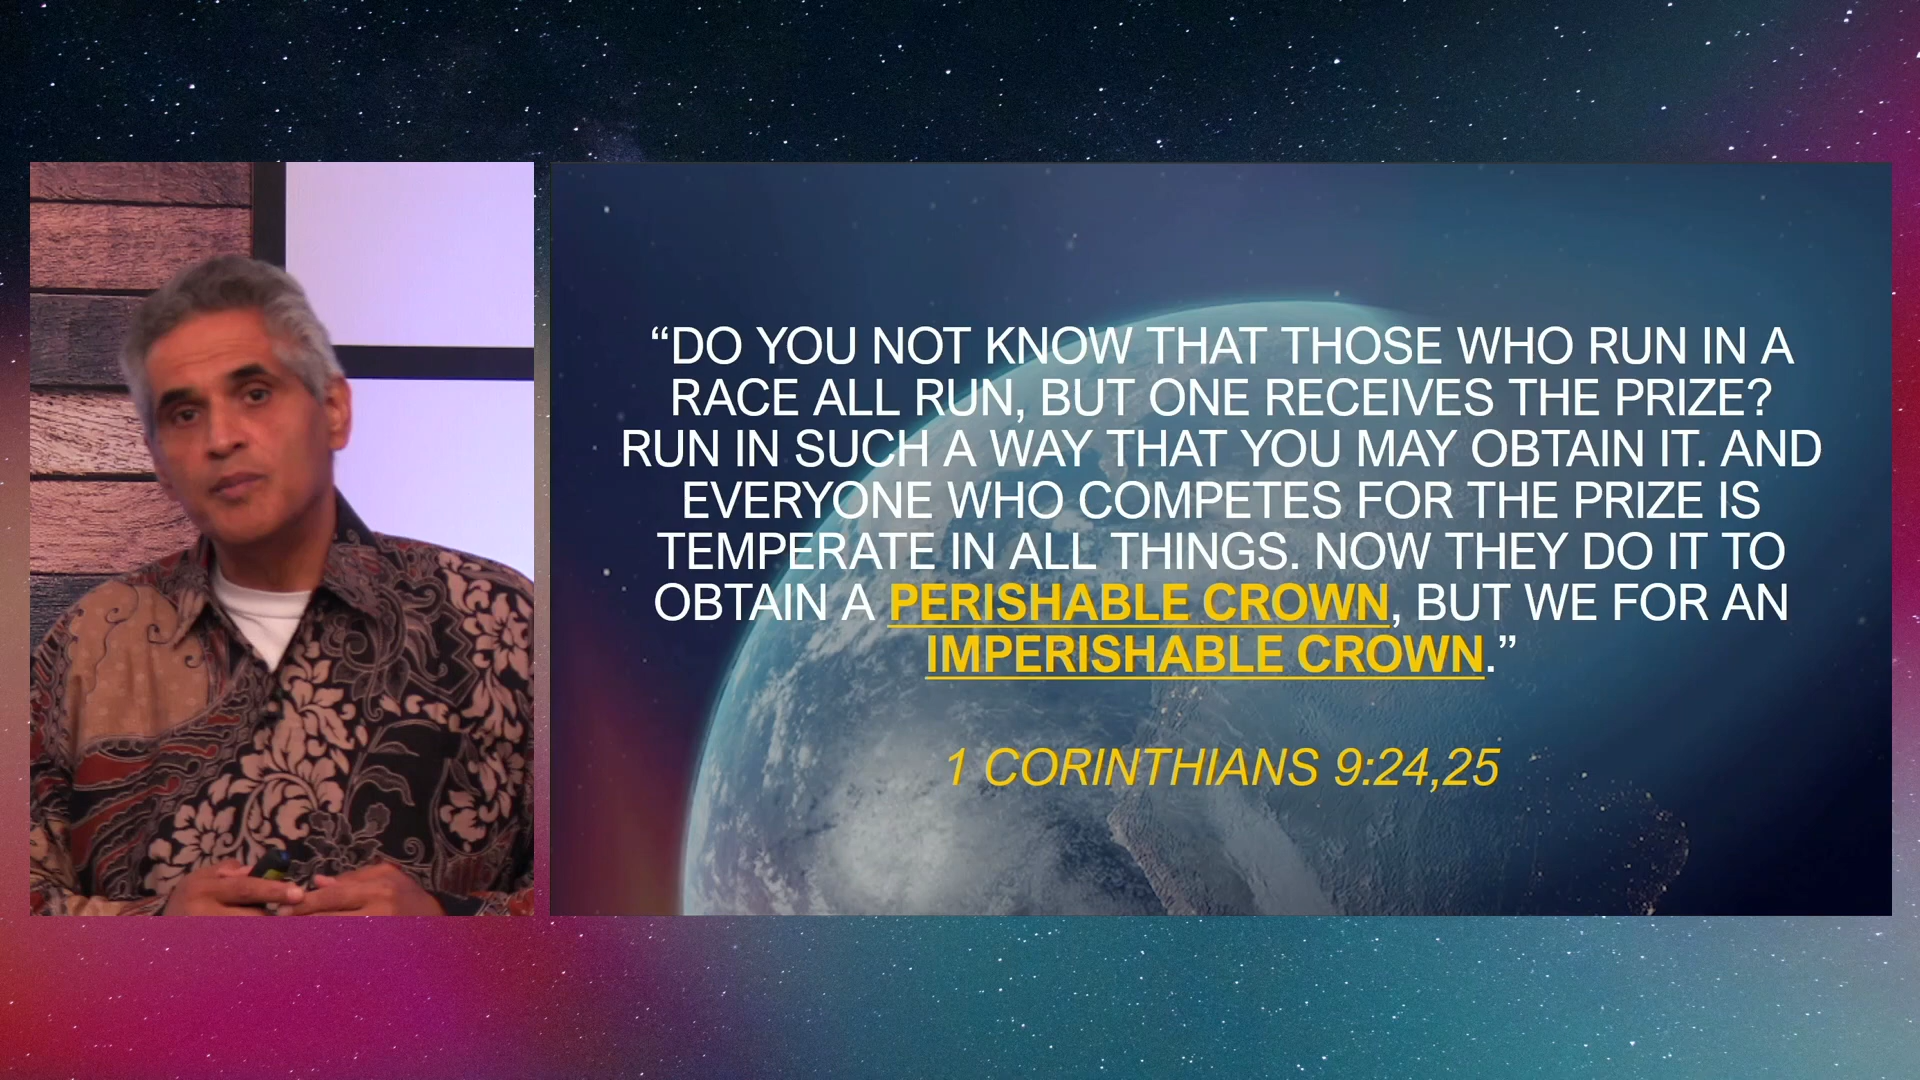 “DO YOU NOT KNOW THAT THOSE WHO RUN IN A
RACE ALL RUN, BUT ONE RECEIVES THE PRIZE?
RUN IN SUCH A WAY THAT YOU MAY OBTAIN IT. AND
EVERYONE WHO COMPETES FOR THE PRIZE IS
TEMPERATE IN ALL THINGS. NOW THEY DO IT TO
OBTAIN A PERISHABLE CROWN, BUT WE FOR AN
IMPERISHABLE CROWN.”
1 CORINTHIANS 9:24,25